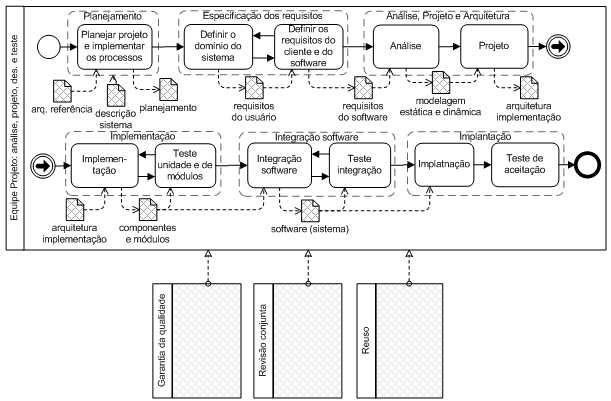 Equipe Projeto: análise, projeto, des. e teste
Planejamento
Planejar projeto
e implementar
os processos
arq. referência
descrição
sistema
planejamento
Especificação dos requisitos
Definir o
domínio do
sistema
Definir os
requisitos do
cliente e do
software
requisitos
do usuário
requisitos
do software
Análise, Projeto e Arquitetura
Análise
Projeto
modelagem
estática e dinâmica
arquitetura
implementação
Implementação
Implemen-
tação
Teste
unidade e de
módulos
arquitetura
implementação
componentes
e módulos
Integração software
Integração
software
Teste
integração
software (sistema)
Implantação
Implatnação
Teste de
aceitação
Garantia da qualidade
Revisão conjunta
Reuso